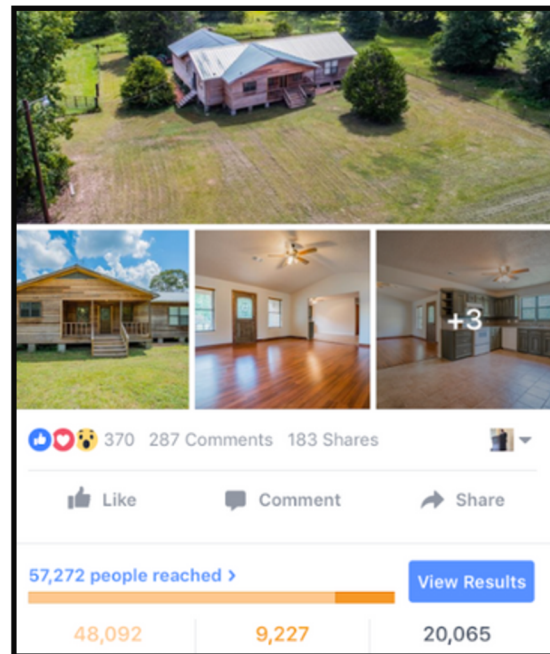 +3
370 287 Comments 183 Shares
Like Comment Share
57,272 people reached >
View Results
48,092 9,227 20,065